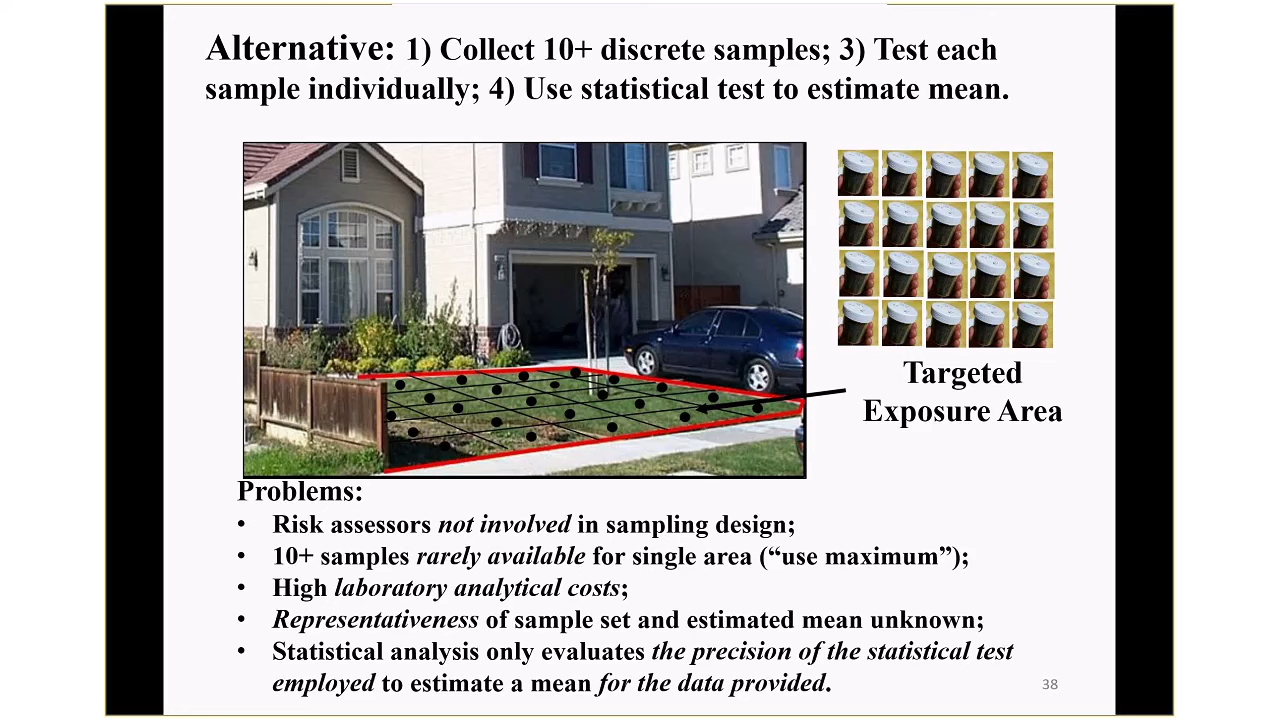 Alternative: 1) Collect 10+ discrete samples; 3) Test each
sample individually; 4) Use statistical test to estimate mean.
Targeted
Exposure Area
Problems:
• Risk assessors not involved in sampling design;
• 10+ samples rarely available for single area (“use maximum”);
• High laboratory analytical costs;
• Representativeness of sample set and estimated mean unknown;
• Statistical analysis only evaluates the precision of the statistical test
employed to estimate a mean for the data provided.
38